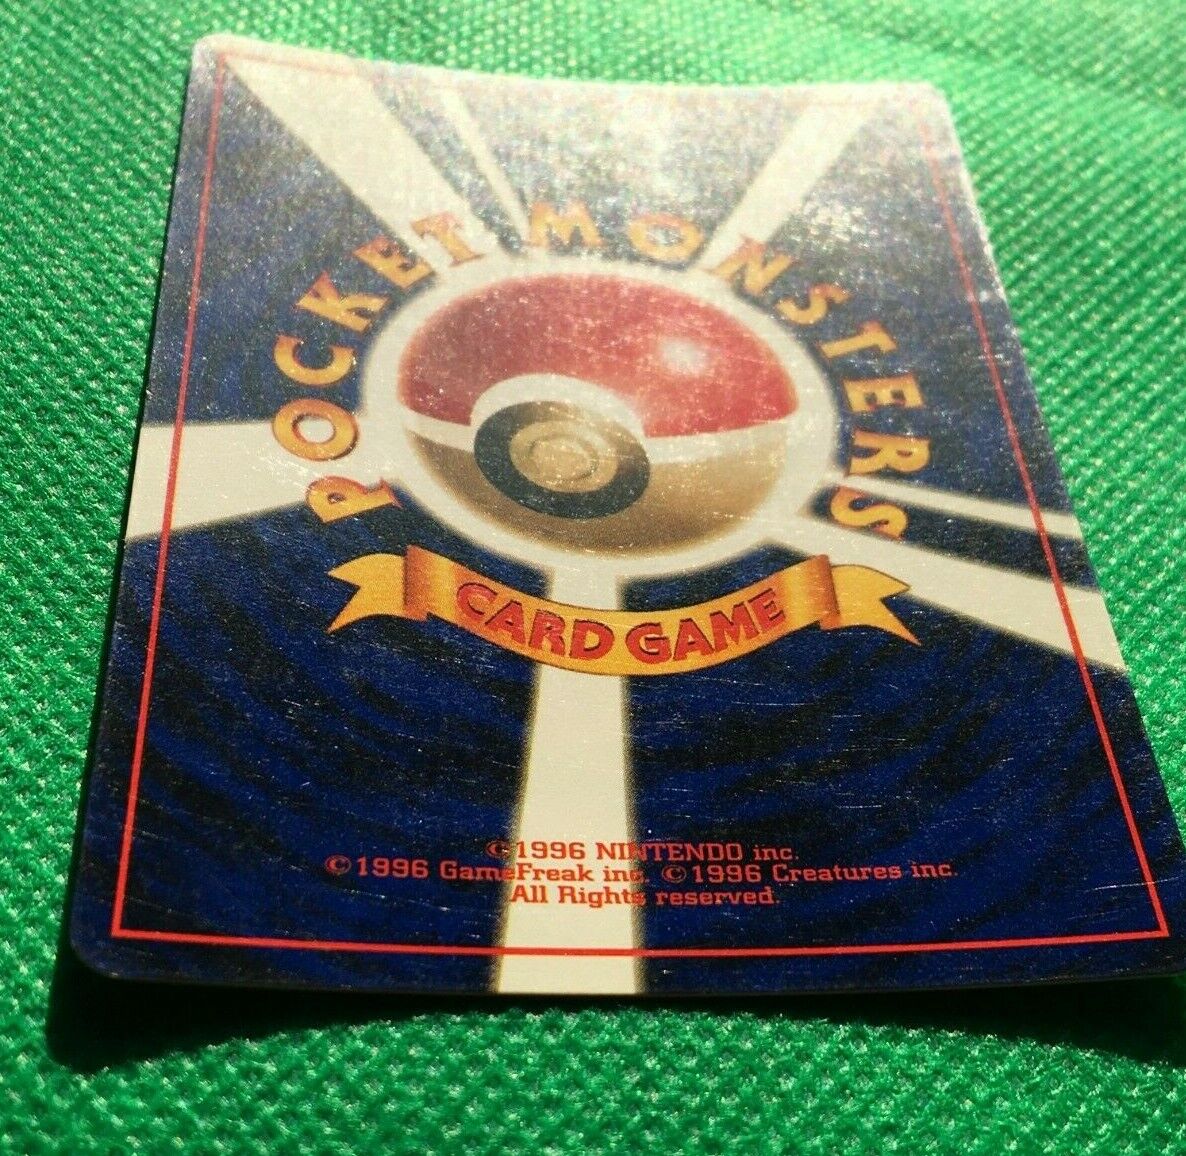 POCKET MONSTERS
CARD GAME
©1996 NINTENDO inc.
©1996 GameFreak inc. ©1996 Creatures inc.
All Rights reserved.